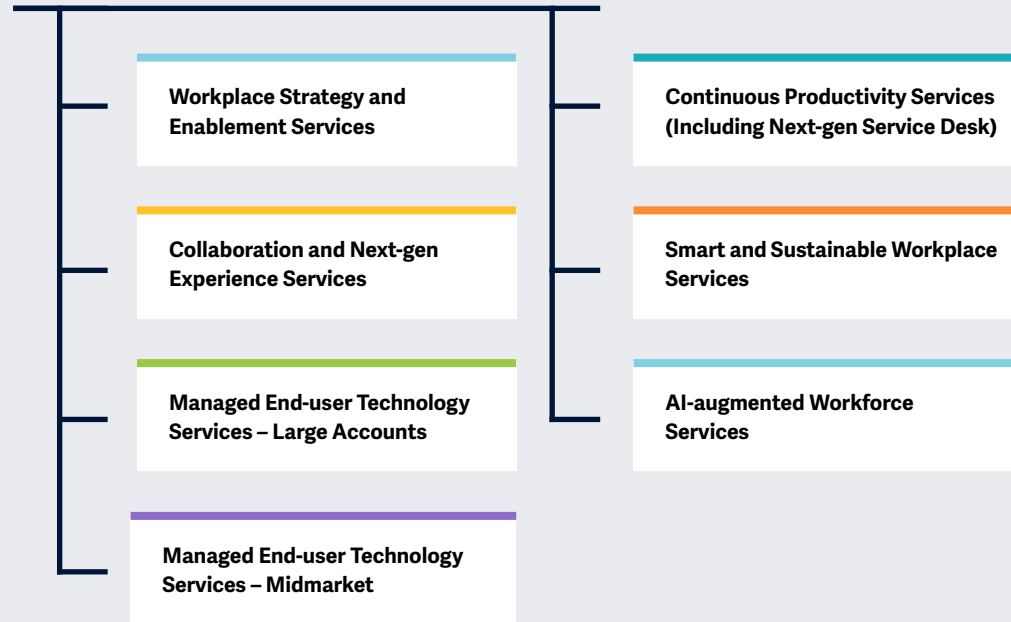 Workplace Strategy and
Enablement Services
Collaboration and Next-gen
Experience Services
Managed End-user Technology
Services – Large Accounts
Managed End-user Technology
Services – Midmarket
Continuous Productivity Services
(Including Next-gen Service Desk)
Smart and Sustainable Workplace
Services
AI-augmented Workforce
Services